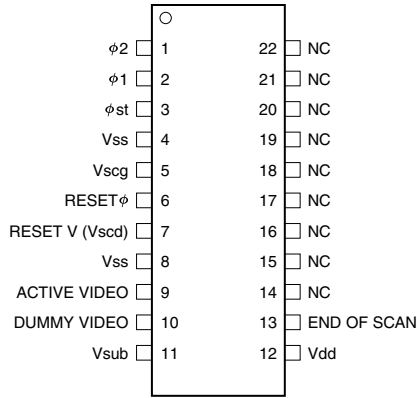 ϕ2 1 22 NC
ϕ1 2 21 NC
ϕst 3 20 NC
Vss 4 19 NC
Vscg 5 18 NC
RESETϕ 6 17 NC
RESET V (Vscd) 7 16 NC
Vss 8 15 NC
ACTIVE VIDEO 9 14 NC
DUMMY VIDEO 10 13 END OF SCAN
Vsub 11 12 Vdd